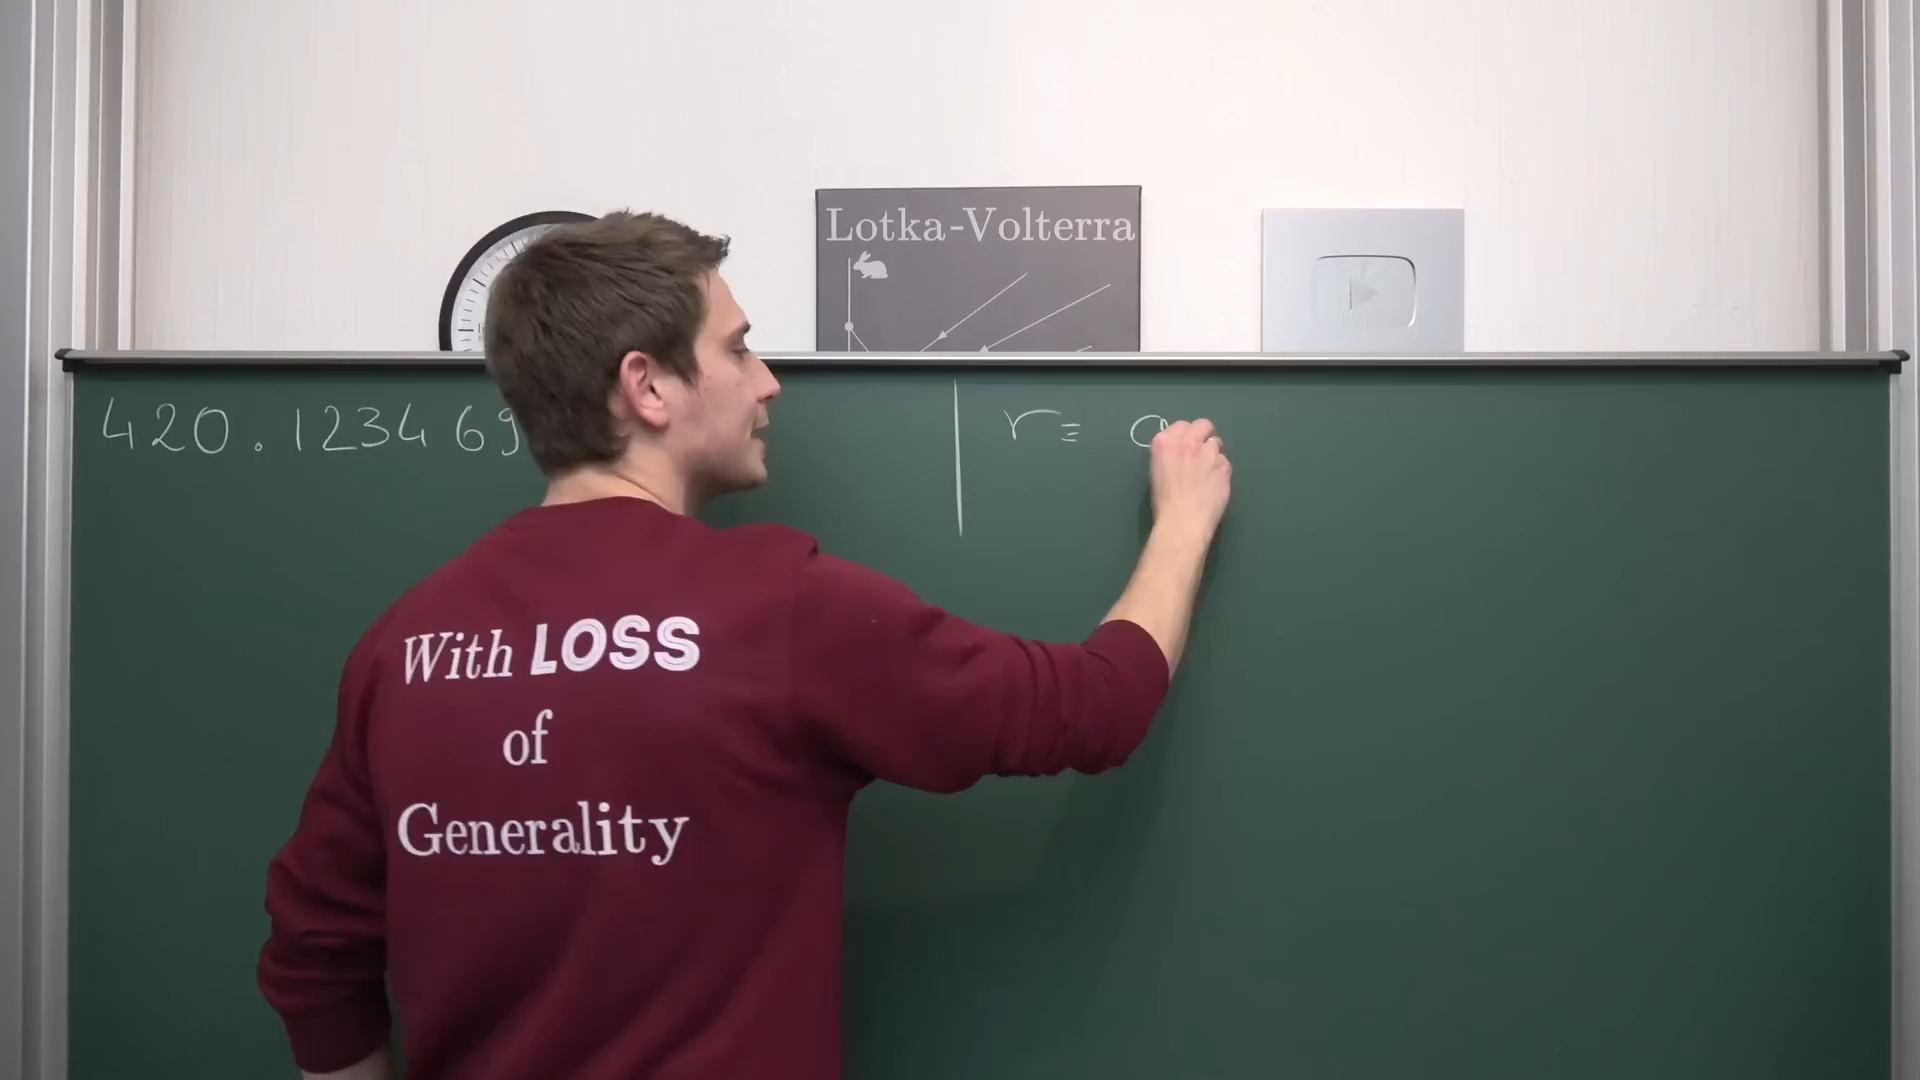 Lotka-Volterra
420.123469
r ≡ a
With LOSS
of
Generality